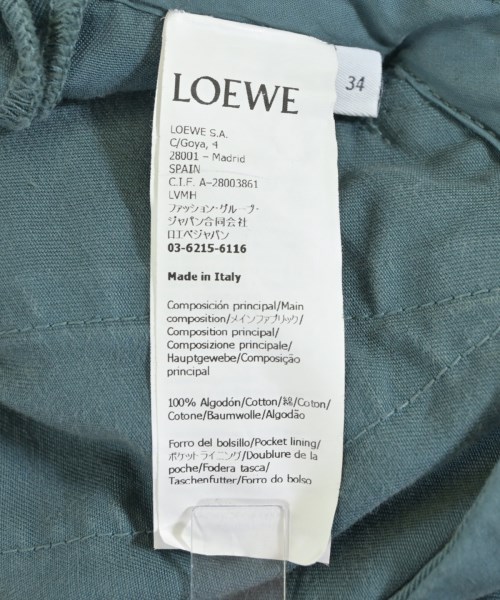 LOEWE
34
LOEWE S.A.
C/Goya, 4
28001 – Madrid
SPAIN
C.I.F. A-28003861
LVMH
ファッション・グループ・
ジャパン合同会社
ロエベジャパン
03-6215-6116
Made in Italy
Composición principal/Main
composition/メインファブリック/
Composition principal/
Composizione principale/
Hauptgewebe/Composição
principal
100% Algodón/Cotton/綿/Coton/
Cotone/Baumwolle/Algodão
Forro del bolsillo/Pocket lining/
ポケットライニング/Doublure de la
poche/Fodera tasca/
Taschenfutter/Forro do bolso